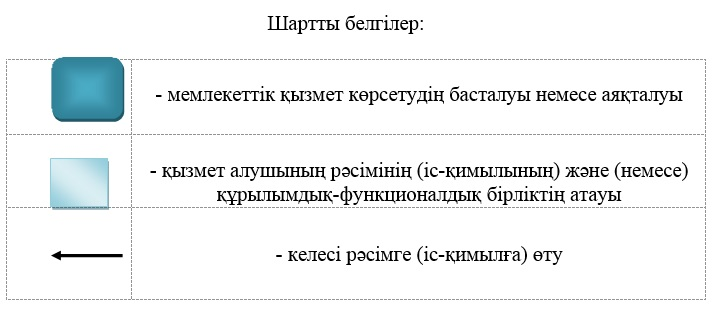 Шартты белгілер:
- мемлекеттік қызмет көрсетудің басталуы немесе аяқталуы
- қызмет алушының рәсімінің (іс-қимылының) және (немесе)
құрылымдық-функционалдық бірліктің атауы
- келесі рәсімге (іс-қимылға) өту